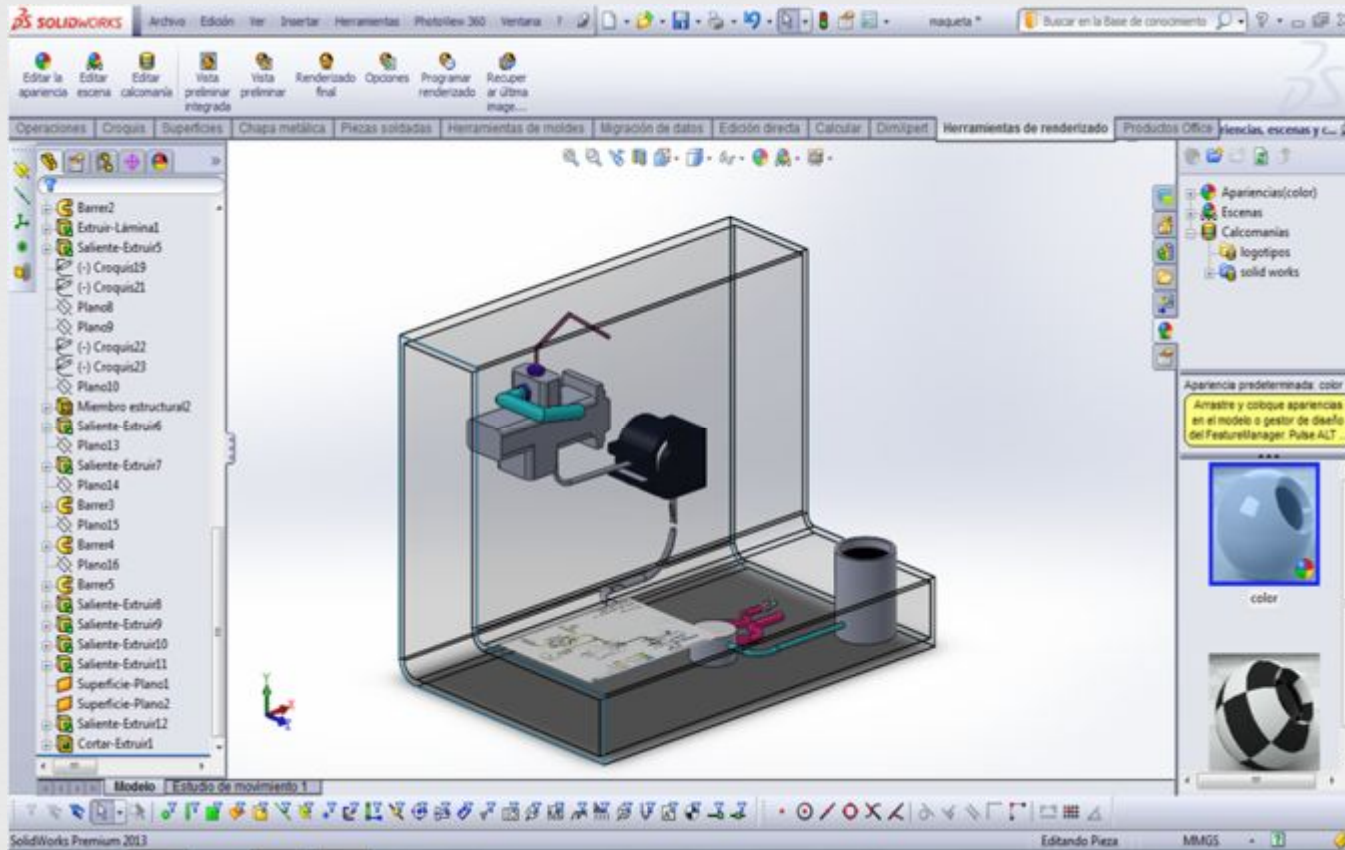 SOLIDWORKS
Archivo Edición Ver Insertar Herramientas PhotoView 360 Ventana ?
maqueta *
Buscar en la Base de conocimiento
Editar la apariencia
Editar escena
Editar calcomanía
Vista preliminar integrada
Vista preliminar
Renderizado final
Opciones
Programar renderizado
Recuper ar última image...
Operaciones Croquis Superficies Chapa metálica Piezas soldadas Herramientas de moldes Migración de datos Edición directa Calcular DimXpert Herramientas de renderizado Productos Office
iencias, escenas y c...
Barrer2
Extruir-Lámina1
Saliente-Extruir5
(-) Croquis19
(-) Croquis21
Plano8
Plano9
(-) Croquis22
(-) Croquis23
Plano10
Miembro estructural2
Saliente-Extruir6
Plano13
Saliente-Extruir7
Plano14
Barrer3
Plano15
Barrer4
Plano16
Barrer5
Saliente-Extruir8
Saliente-Extruir9
Saliente-Extruir10
Saliente-Extruir11
Superficie-Plano1
Superficie-Plano2
Saliente-Extruir12
Cortar-Extruir1
Apariencias(color)
Escenas
Calcomanías
logotipos
solid works
Apariencia predeterminada: color
Arrastre y coloque apariencias
en el modelo o gestor de diseño
del FeatureManager. Pulse ALT ...
color
Modelo Estudio de movimiento 1
SolidWorks Premium 2013
Editando Pieza
MMGS